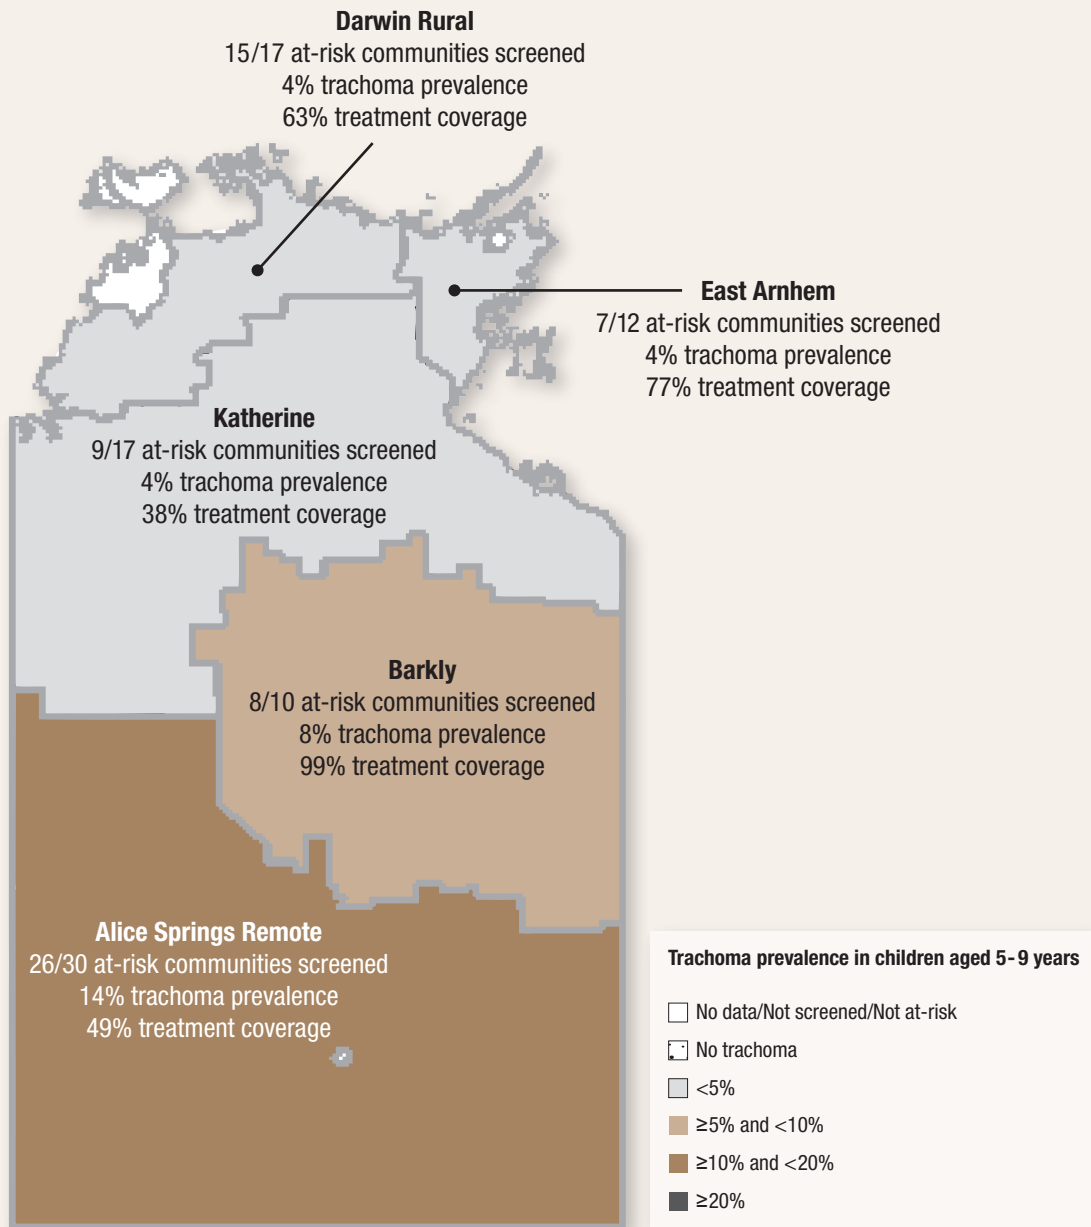 Darwin Rural
15/17 at-risk communities screened
4% trachoma prevalence
63% treatment coverage
East Arnhem
7/12 at-risk communities screened
4% trachoma prevalence
77% treatment coverage
Katherine
9/17 at-risk communities screened
4% trachoma prevalence
38% treatment coverage
Barkly
8/10 at-risk communities screened
8% trachoma prevalence
99% treatment coverage
Alice Springs Remote
26/30 at-risk communities screened
14% trachoma prevalence
49% treatment coverage
Trachoma prevalence in children aged 5-9 years
No data/Not screened/Not at-risk
No trachoma
<5%
≥5% and <10%
≥10% and <20%
≥20%